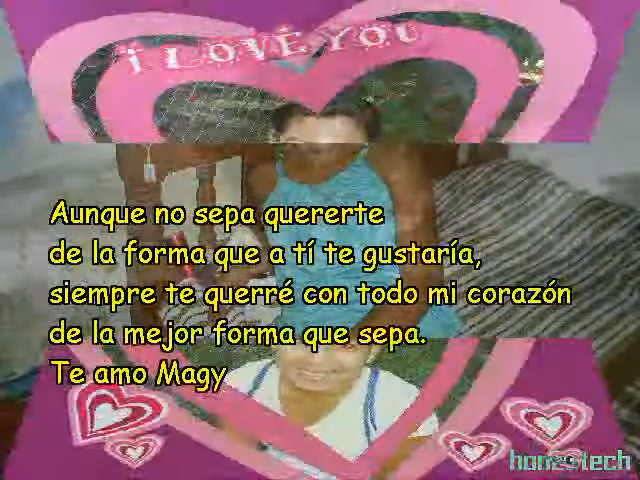 I LOVE YOU
Aunque no sepa quererte
de la forma que a tí te gustaría,
siempre te querré con todo mi corazón
de la mejor forma que sepa.
Te amo Magy
honestech